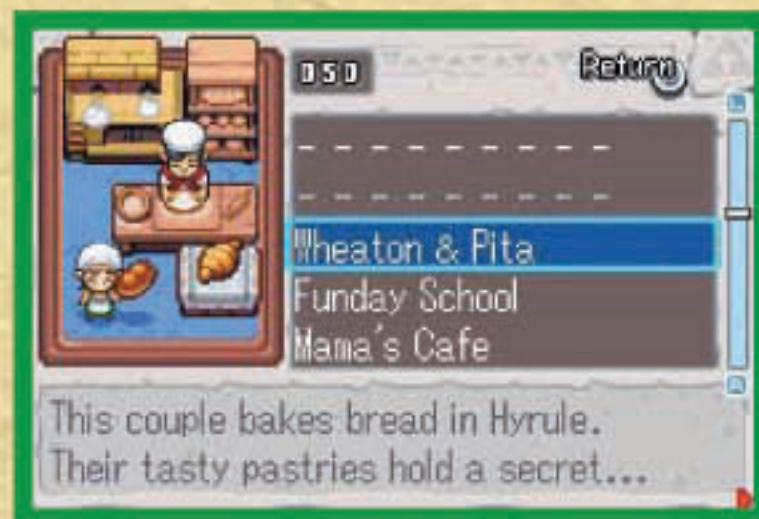 050
Return
- - - - - - - - -
- - - - - - - - -
Wheaton & Pita
Funday School
Mama's Cafe
This couple bakes bread in Hyrule.
Their tasty pastries hold a secret...